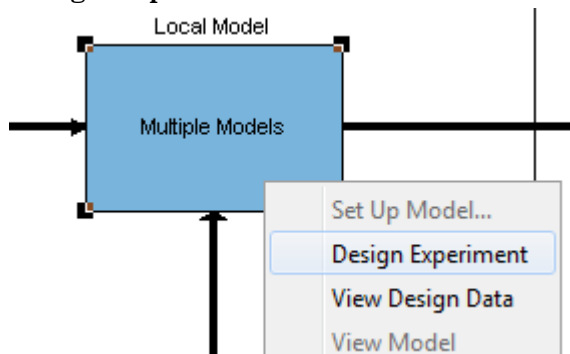 Local Model
Multiple Models
Set Up Model...
Design Experiment
View Design Data
View Model